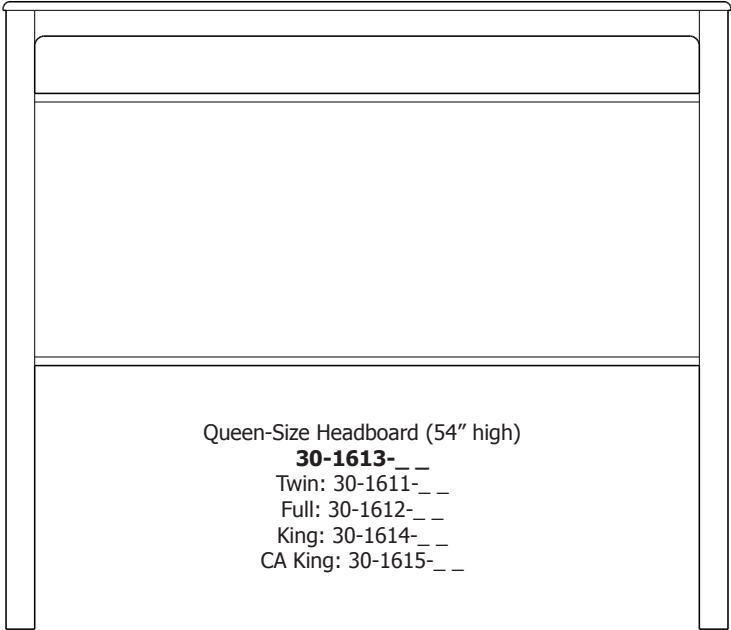 Queen-Size Headboard (54” high)
30-1613-_ _
Twin: 30-1611-_ _
Full: 30-1612-_ _
King: 30-1614-_ _
CA King: 30-1615-_ _